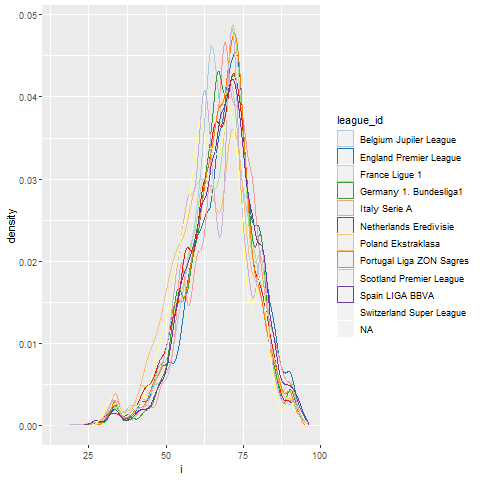 0.05
0.04
0.03
0.02
0.01
0.00
density
25
50
75
100
i
league_id
Belgium Jupiler League
England Premier League
France Ligue 1
Germany 1. Bundesliga1
Italy Serie A
Netherlands Eredivisie
Poland Ekstraklasa
Portugal Liga ZON Sagres
Scotland Premier League
Spain LIGA BBVA
Switzerland Super League
NA